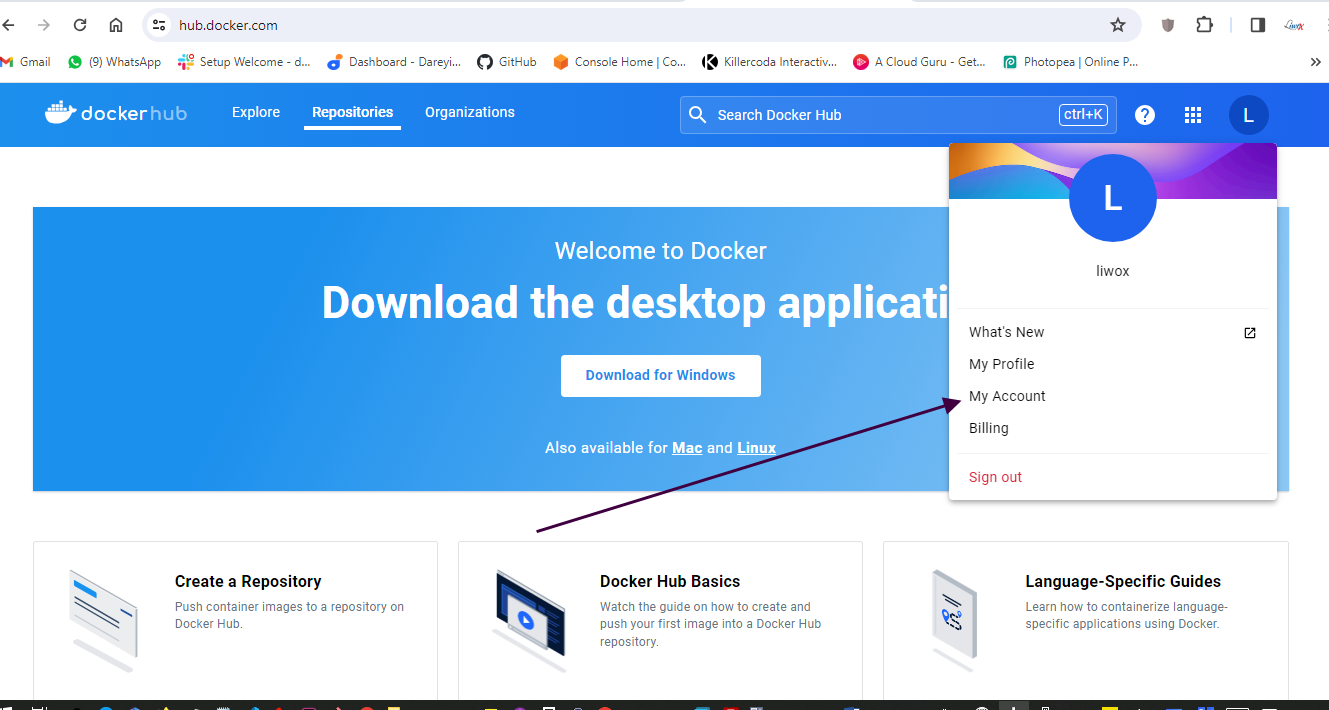 hub.docker.com
Gmail (9) WhatsApp Setup Welcome - d... Dashboard - Dareyi... GitHub Console Home | Co... Killercoda Interactiv... A Cloud Guru - Get... Photopea | Online P... »
docker hub Explore Repositories Organizations Search Docker Hub ctrl+K ? L
L
liwox
What's New
My Profile
My Account
Billing
Sign out
Welcome to Docker
Download the desktop applicati
Download for Windows
Also available for Mac and Linux
Create a Repository
Push container images to a repository on
Docker Hub.
Docker Hub Basics
Watch the guide on how to create and
push your first image into a Docker Hub
repository.
Language-Specific Guides
Learn how to containerize language-
specific applications using Docker.